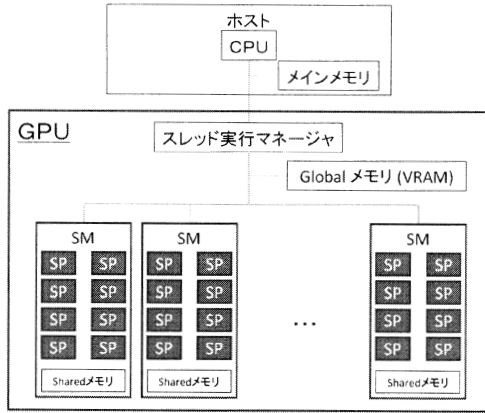 ホスト
CPU
メインメモリ
GPU
スレッド実行マネージャ
Global メモリ (VRAM)
SM SM SM
SP SP SP SP SP SP
SP SP SP SP SP SP
SP SP SP SP ... SP SP
SP SP SP SP SP SP
Sharedメモリ Sharedメモリ Sharedメモリ